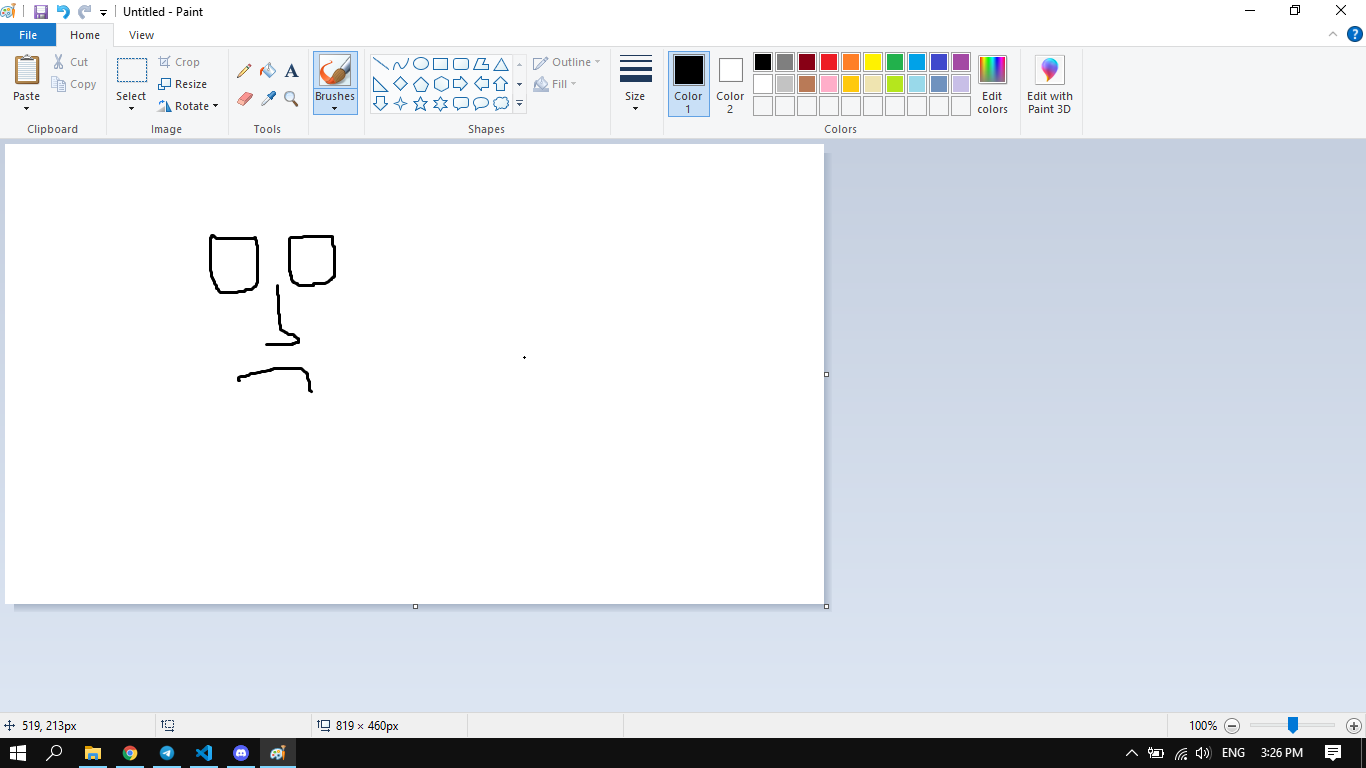 Untitled - Paint
File Home View
Paste Cut Copy Clipboard
Select Crop Resize Rotate Image
A Tools
Brushes
Outline Fill Shapes
Size
Color 1 Color 2 Edit colors Colors
Edit with Paint 3D
?
519, 213px 819 × 460px 100%
ENG 3:26 PM